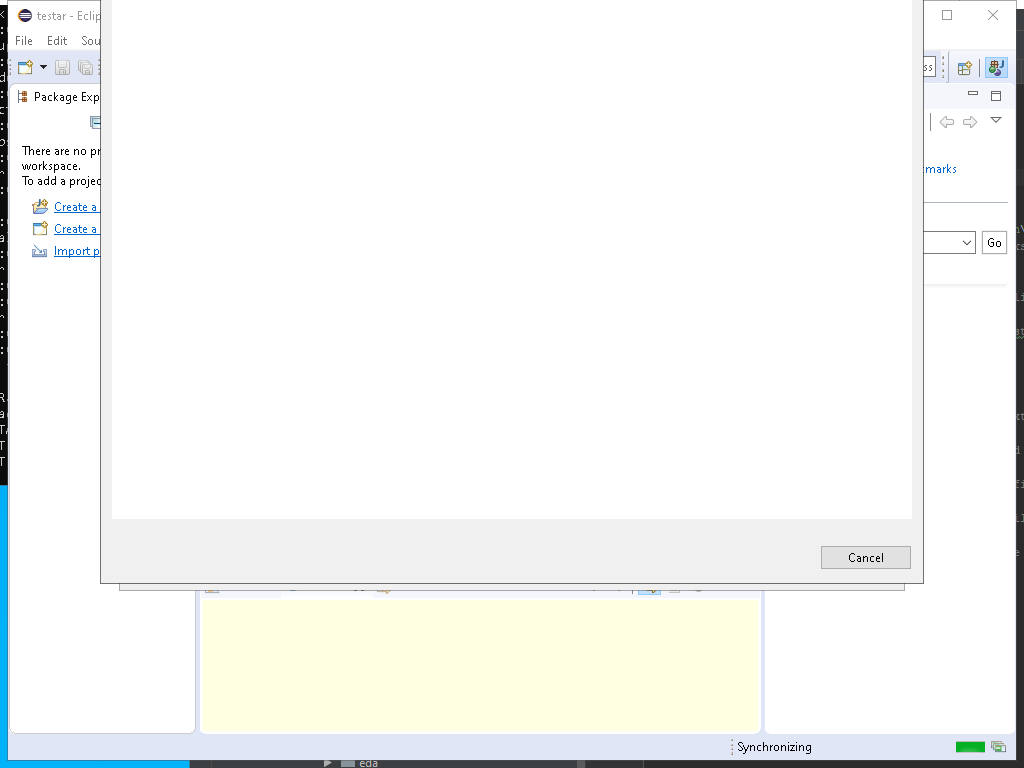 testar - Eclip
File Edit Sou
ss
Package Exp
There are no pr
workspace.
To add a projec
marks
Create a
Create a
Import p
Go
Cancel
Synchronizing
eda